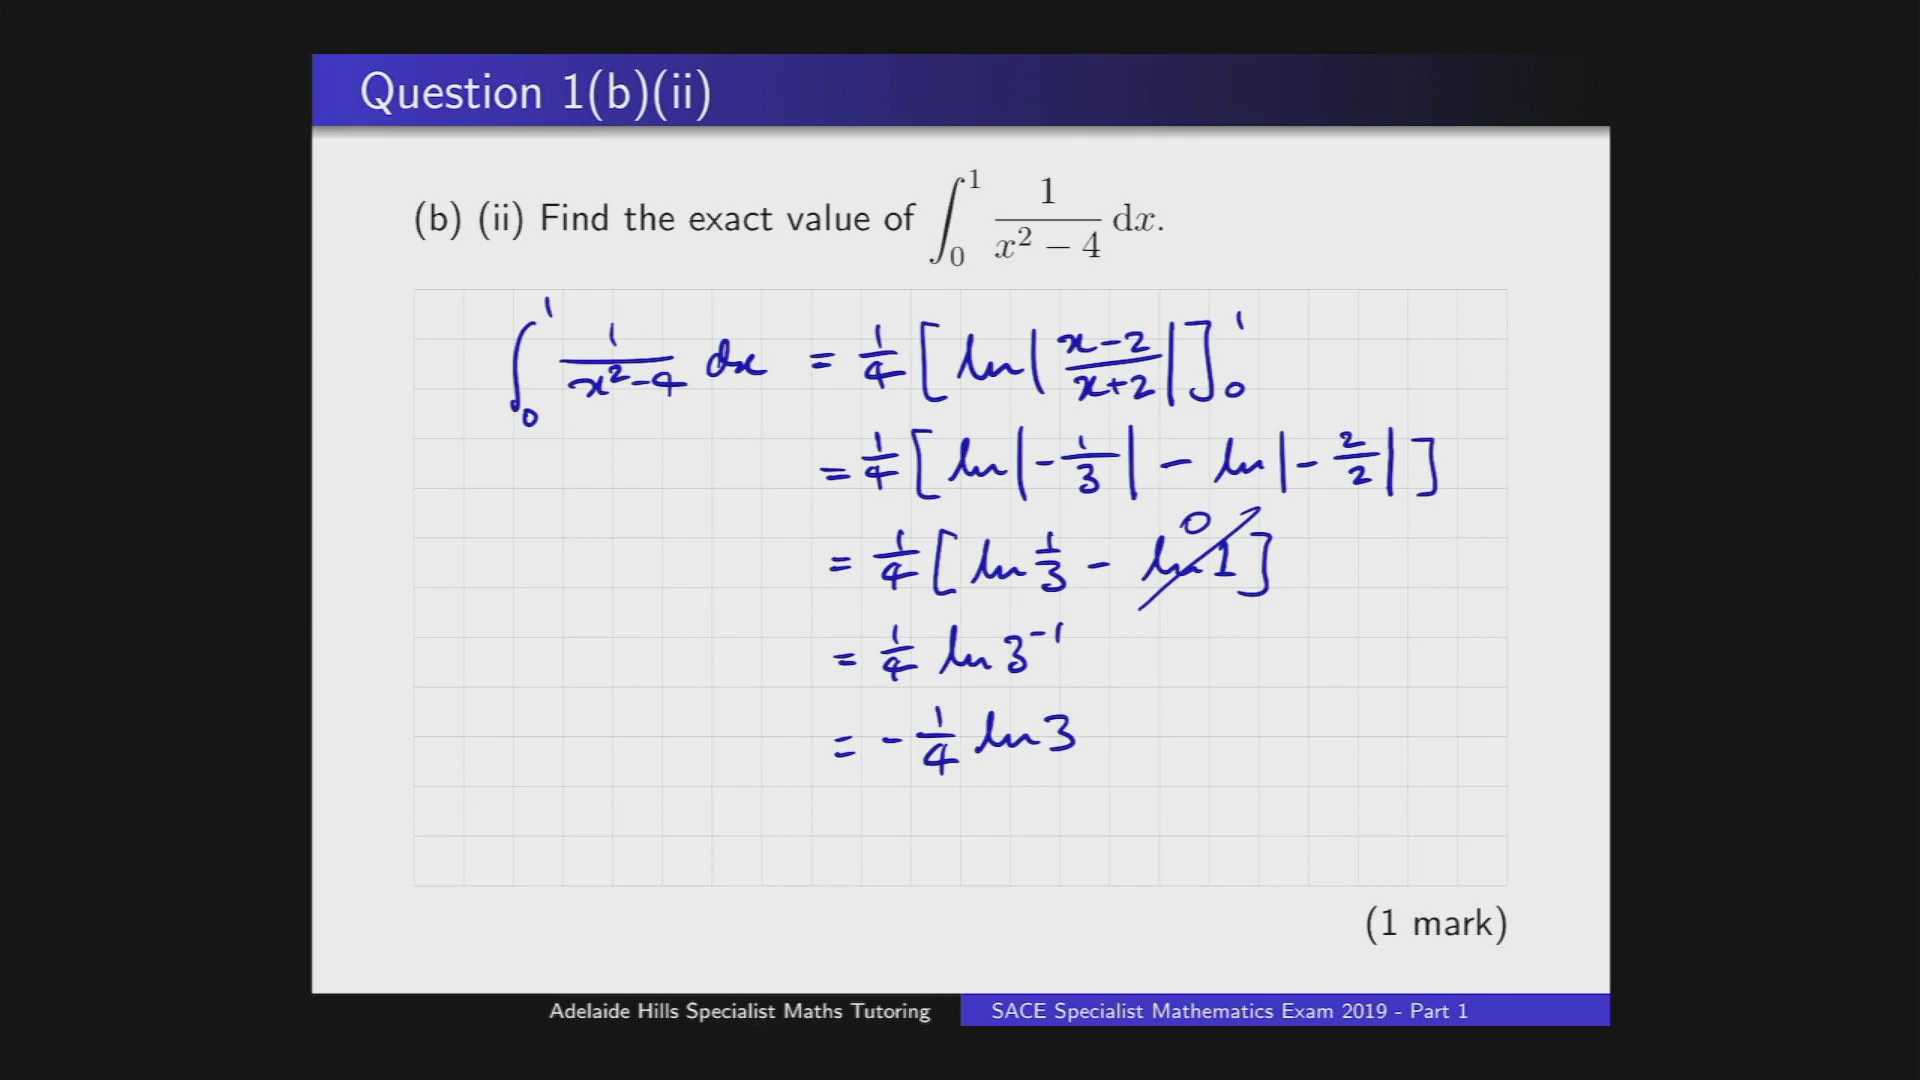 Question 1(b)(ii)
(b) (ii) Find the exact value of ∫₀¹ 1/(x² − 4) dx.
∫₀¹ 1/(x²−4) dx = 1/4 [ ln | (x−2)/(x+2) | ]₀¹
= 1/4 [ ln | −1/3 | − ln | −2/2 | ]
= 1/4 [ ln 1/3 − ln 1 ] 0
= 1/4 ln 3⁻¹
= −1/4 ln 3
(1 mark)
Adelaide Hills Specialist Maths Tutoring SACE Specialist Mathematics Exam 2019 - Part 1